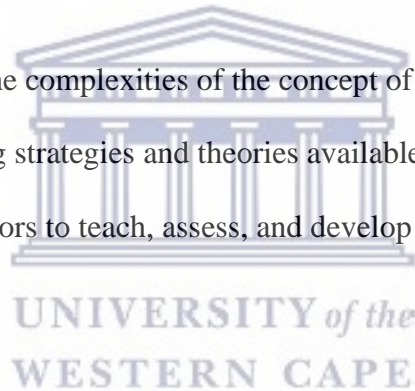 ne complexities of the concept of
g strategies and theories available
ors to teach, assess, and develop
UNIVERSITY of the
WESTERN CAPE